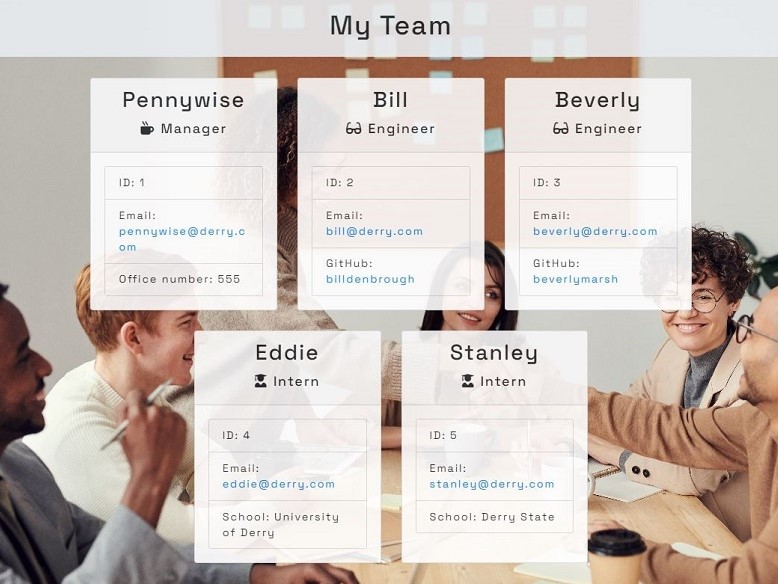 My Team
Pennywise
Manager
ID: 1
Email:
pennywise@derry.c
om
Office number: 555
Bill
Engineer
ID: 2
Email:
bill@derry.com
GitHub:
billdenbrough
Beverly
Engineer
ID: 3
Email:
beverly@derry.com
GitHub:
beverlymarsh
Eddie
Intern
ID: 4
Email:
eddie@derry.com
School: University
of Derry
Stanley
Intern
ID: 5
Email:
stanley@derry.com
School: Derry State